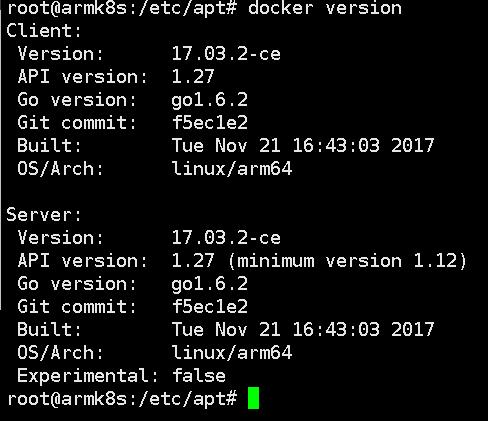 root@armk8s:/etc/apt# docker version
Client:
 Version:      17.03.2-ce
 API version:  1.27
 Go version:   go1.6.2
 Git commit:   f5ec1e2
 Built:        Tue Nov 21 16:43:03 2017
 OS/Arch:      linux/arm64

Server:
 Version:      17.03.2-ce
 API version:  1.27 (minimum version 1.12)
 Go version:   go1.6.2
 Git commit:   f5ec1e2
 Built:        Tue Nov 21 16:43:03 2017
 OS/Arch:      linux/arm64
 Experimental: false
root@armk8s:/etc/apt#